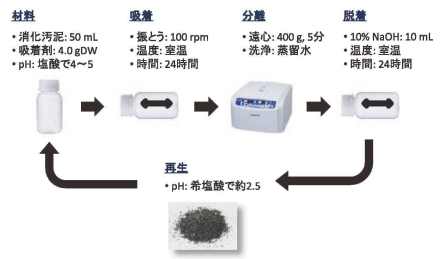 材料
• 消化汚泥: 50 mL
• 吸着剤: 4.0 gDW
• pH: 塩酸で4～5
吸着
• 振とう: 100 rpm
• 温度: 室温
• 時間: 24時間
分離
• 遠心: 400 g, 5分
• 洗浄: 蒸留水
脱着
• 10% NaOH: 10 mL
• 温度: 室温
• 時間: 24時間
再生
• pH: 希塩酸で約2.5